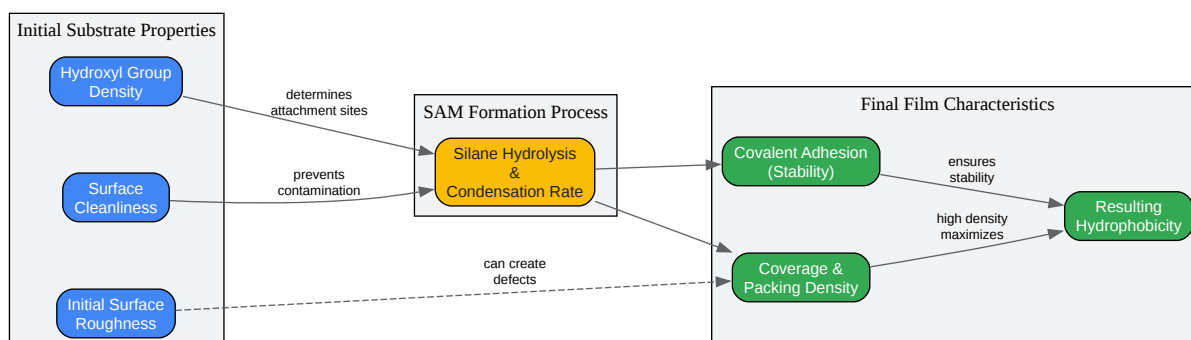 Initial Substrate Properties
Hydroxyl Group
Density
determines
attachment sites
Surface
Cleanliness
prevents
contamination
Initial Surface
Roughness
can create
defects
SAM Formation Process
Silane Hydrolysis
&
Condensation Rate
Final Film Characteristics
Covalent Adhesion
(Stability)
ensures
stability
Coverage &
Packing Density
high density
maximizes
Resulting
Hydrophobicity